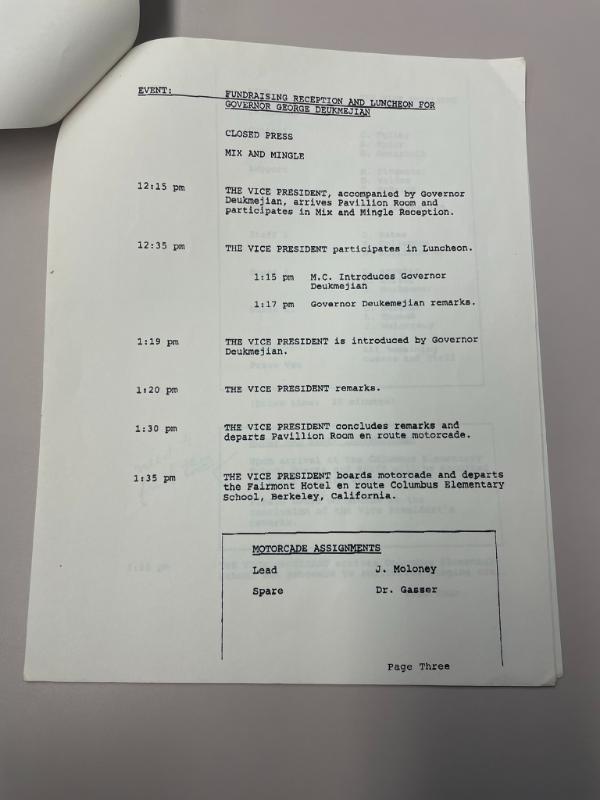 EVENT: FUNDRAISING RECEPTION AND LUNCHEON FOR
GOVERNOR GEORGE DEUKMEJIAN
CLOSED PRESS
MIX AND MINGLE
12:15 pm THE VICE PRESIDENT, accompanied by Governor
Deukmejian, arrives Pavillion Room and
participates in Mix and Mingle Reception.
12:35 pm THE VICE PRESIDENT participates in Luncheon.
1:15 pm M.C. Introduces Governor
Deukmejian
1:17 pm Governor Deukemejian remarks.
1:19 pm THE VICE PRESIDENT is introduced by Governor
Deukmejian.
1:20 pm THE VICE PRESIDENT remarks.
1:30 pm THE VICE PRESIDENT concludes remarks and
departs Pavillion Room en route motorcade.
1:35 pm THE VICE PRESIDENT boards motorcade and departs
the Fairmont Hotel en route Columbus Elementary
School, Berkeley, California.
MOTORCADE ASSIGNMENTS
Lead J. Moloney
Spare Dr. Gasser
Page Three